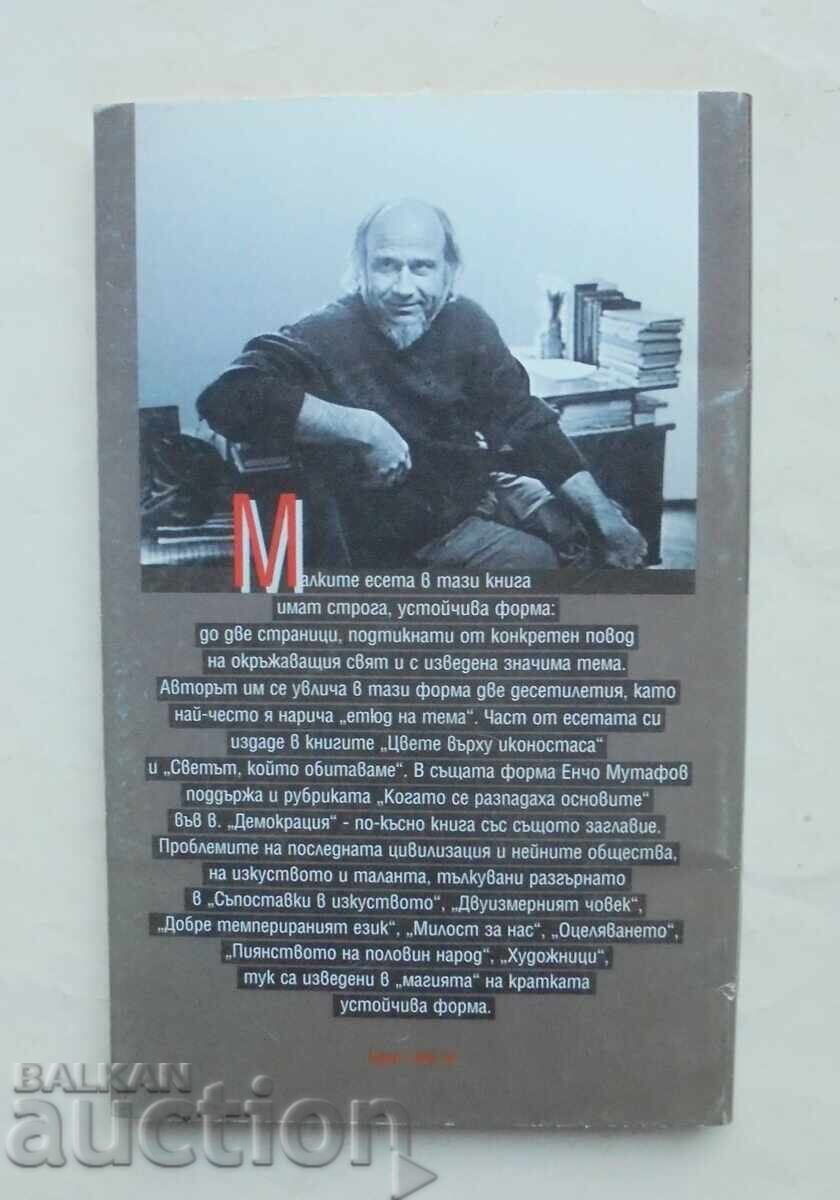 Малките есета в тази книга
имат строга, устойчива форма:
до две страници, подтикнати от конкретен повод
на окръжаващия свят и с изведена значима тема.
Авторът им се увлича в тази форма две десетилетия, като
най-често я нарича „етюд на тема“. Част от есетата си
издаде в книгите „Цвете върху иконостаса“
и „Светът, който обитаваме“. В същата форма Енчо Мутафов
поддържа и рубриката „Когато се разпадаха основите“
във в. „Демокрация“ - по-късно книга със същото заглавие.
Проблемите на последната цивилизация и нейните общества,
на изкуството и таланта, тълкувани разгърнато
в „Съпоставки в изкуството“, „Двуизмерният човек“,
„Добре темперираният език“, „Милост за нас“, „Оцеляването“,
„Пиянството на половин народ“, „Художници“,
тук са изведени в „магията“ на кратката
устойчива форма.
BALKAN
auction